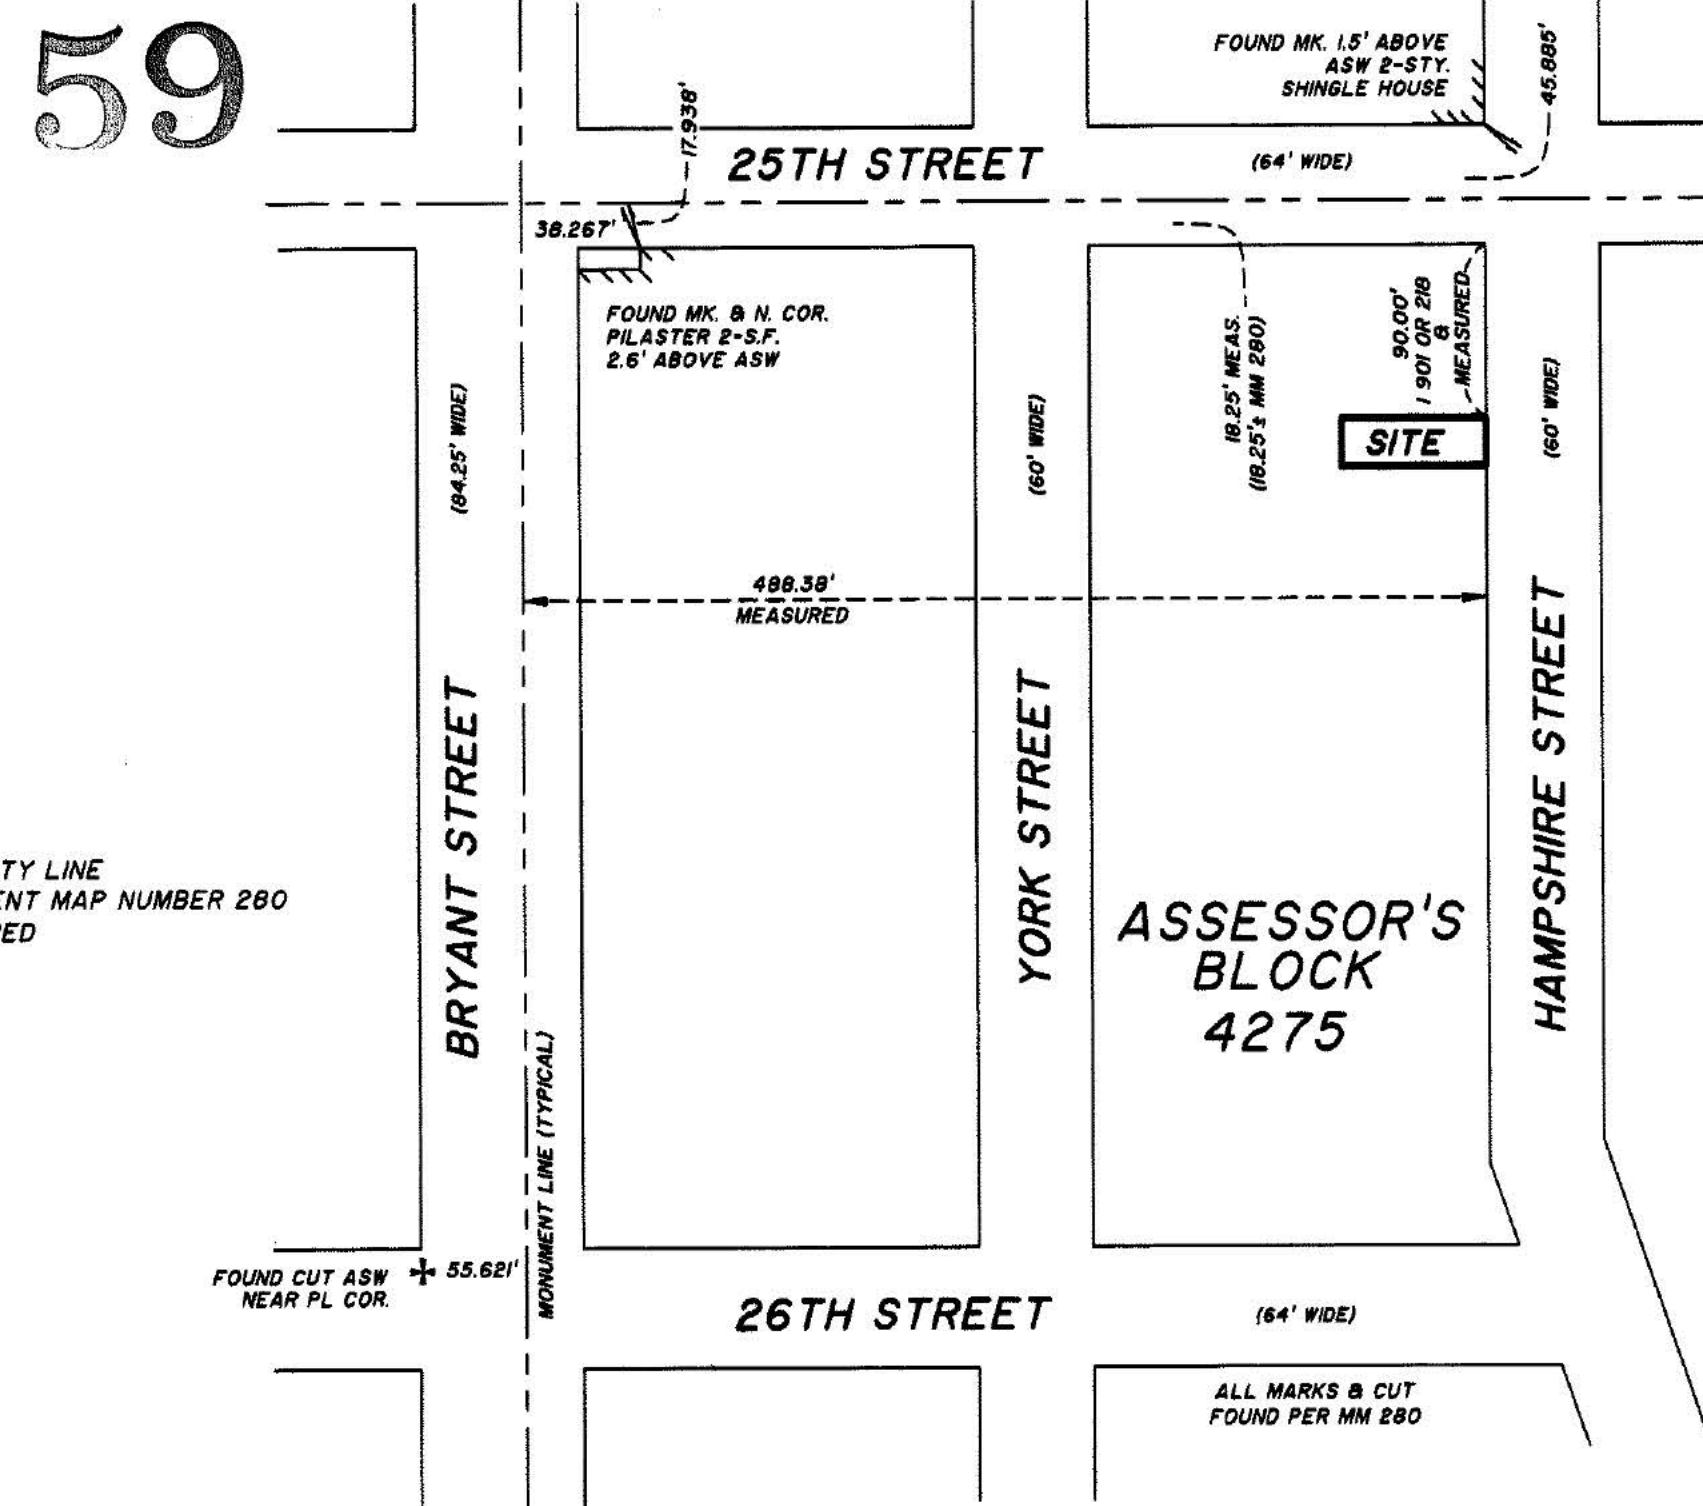 59
FOUND MK. 1.5' ABOVE
ASW 2-STY.
SHINGLE HOUSE
45.885'
17.938'
25TH STREET
(64' WIDE)
38.267'
FOUND MK. & N. COR.
PILASTER 2-S.F.
2.6' ABOVE ASW
18.25' MEAS.
(18.25'± MM 280)
90.00'
I 901 OR 218
&
MEASURED
SITE
(84.25' WIDE)
(60' WIDE)
(60' WIDE)
488.38'
MEASURED
BRYANT STREET
YORK STREET
HAMPSHIRE STREET
TY LINE
ENT MAP NUMBER 280
ED
ASSESSOR'S
BLOCK
4275
MONUMENT LINE (TYPICAL)
FOUND CUT ASW
NEAR PL COR.
55.621'
26TH STREET
(64' WIDE)
ALL MARKS & CUT
FOUND PER MM 280